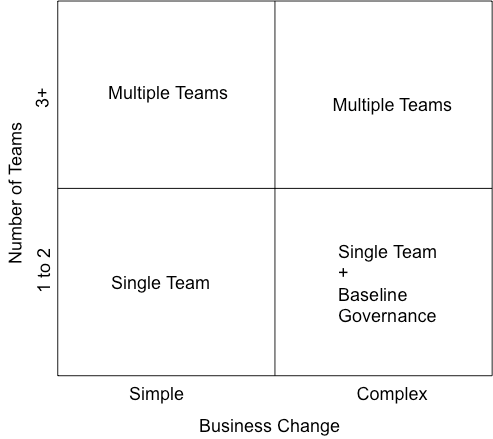 Number of Teams
3+
Multiple Teams
Multiple Teams
1 to 2
Single Team
Single Team
+
Baseline
Governance
Simple
Complex
Business Change